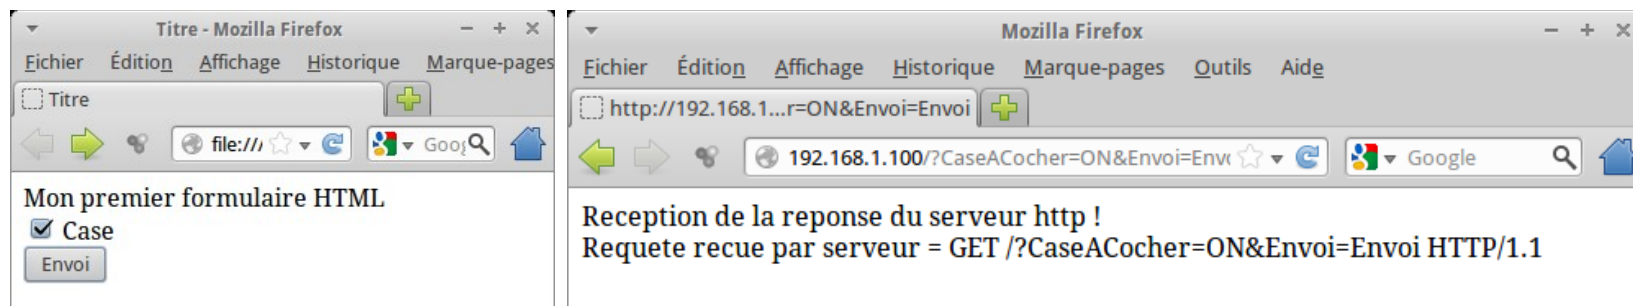 Titre - Mozilla Firefox
Fichier Édition Affichage Historique Marque-pages
Titre
file:///
Mon premier formulaire HTML
Case
Envoi
Mozilla Firefox
Fichier Édition Affichage Historique Marque-pages Outils Aide
http://192.168.1...r=ON&Envoi=Envoi
192.168.1.100/?CaseACocher=ON&Envoi=Env Google
Reception de la reponse du serveur http !
Requete recue par serveur = GET /?CaseACocher=ON&Envoi=Envoi HTTP/1.1